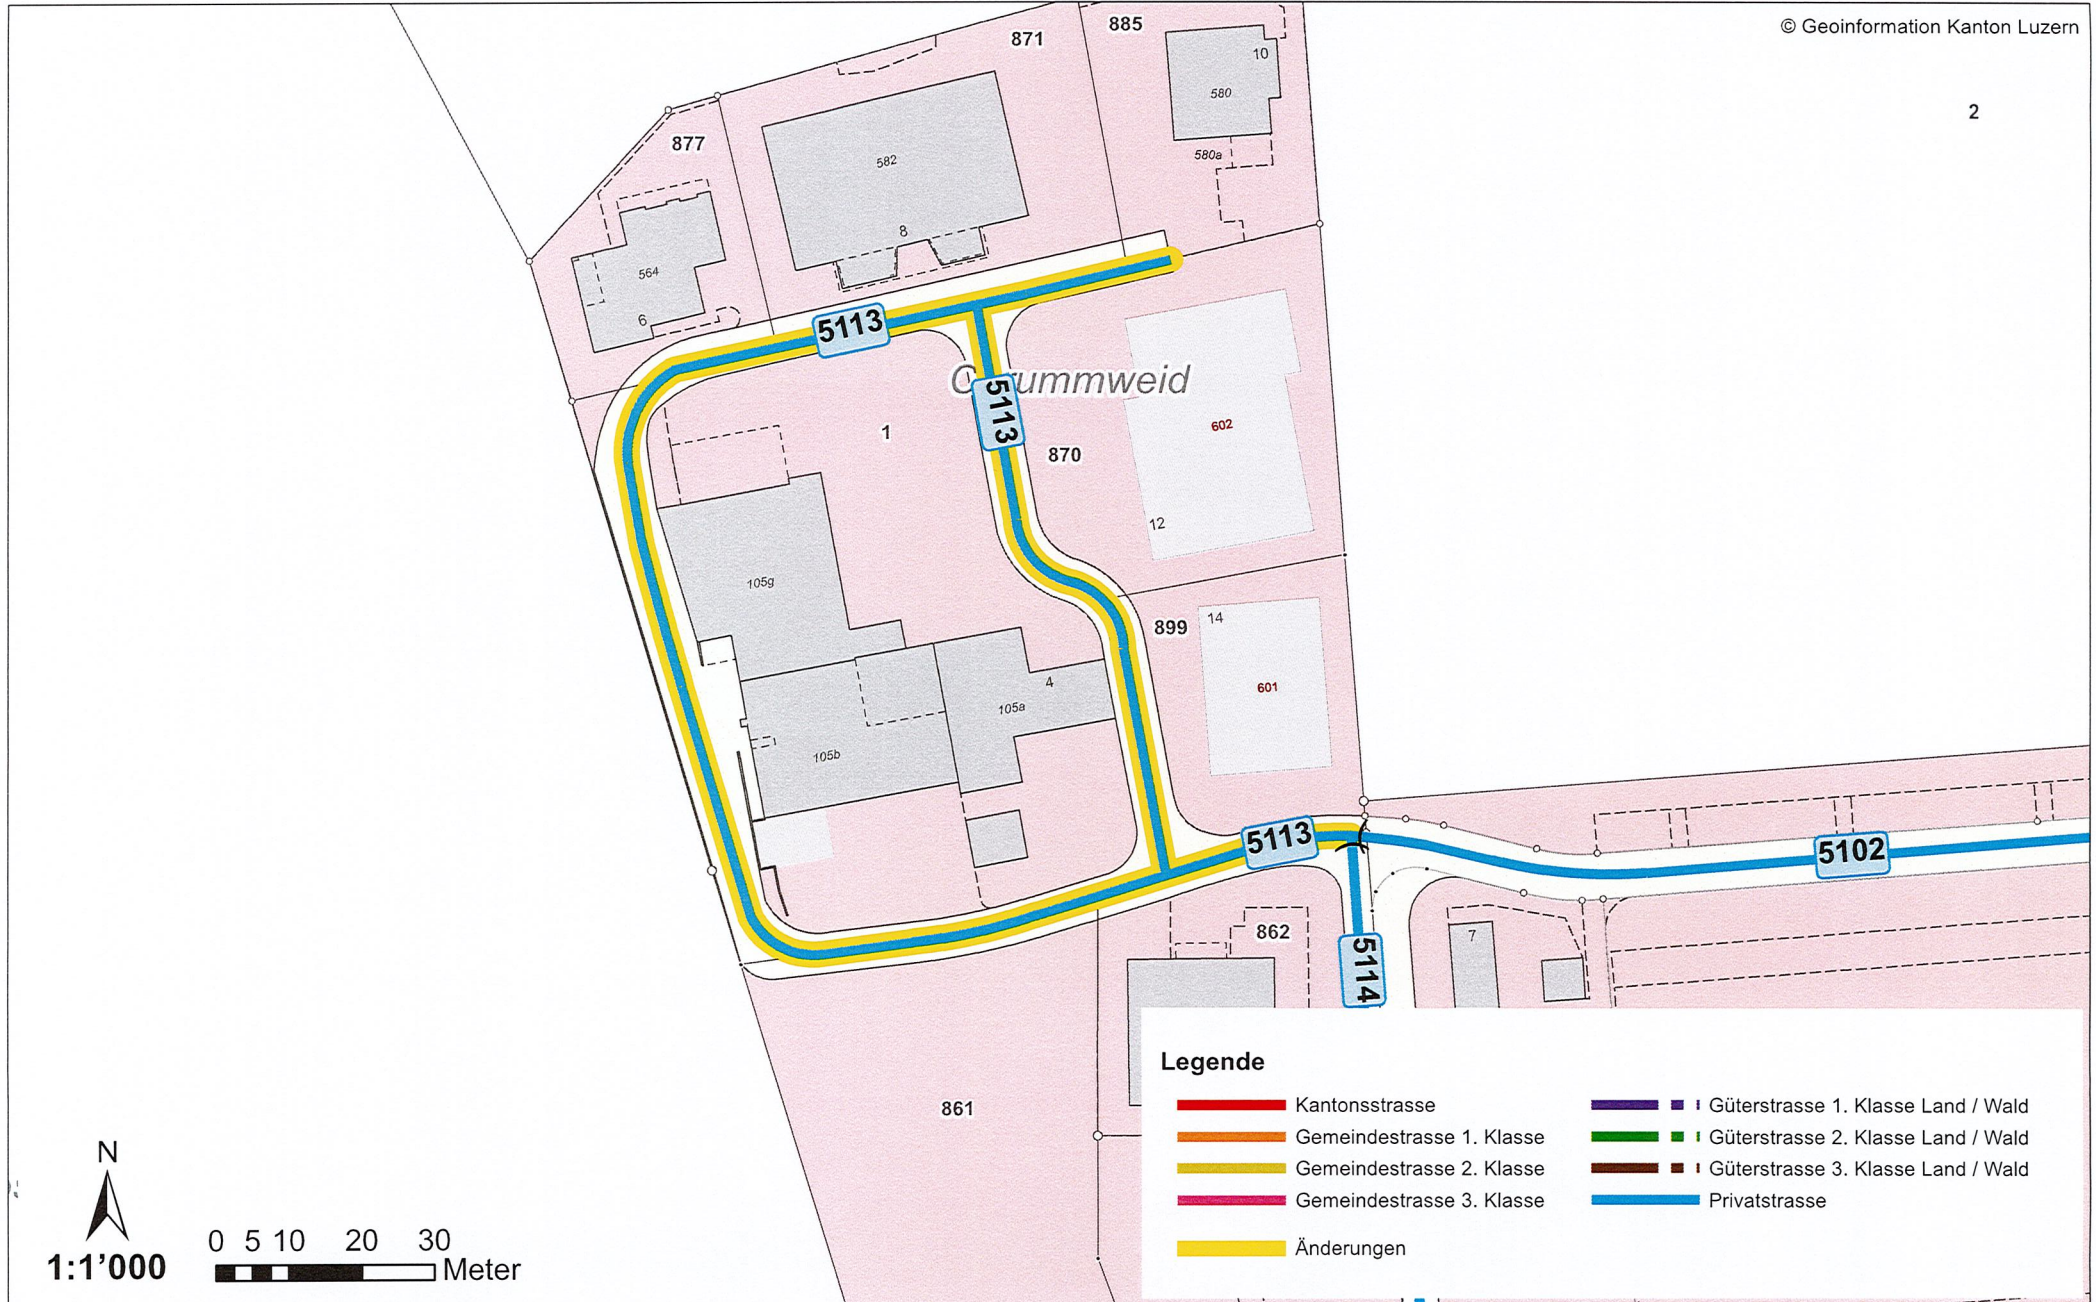 © Geoinformation Kanton Luzern
871
885
10
580
2
877
580a
582
8
564
6
5113
5113
1
870
602
12
105g
899
14
601
4
105a
105b
5113
5102
862
7
5114
861
Legende
Kantonsstrasse
Gemeindestrasse 1. Klasse
Gemeindestrasse 2. Klasse
Gemeindestrasse 3. Klasse
Änderungen
Güterstrasse 1. Klasse Land / Wald
Güterstrasse 2. Klasse Land / Wald
Güterstrasse 3. Klasse Land / Wald
Privatstrasse
N
1:1'000
0 5 10 20 30
Meter